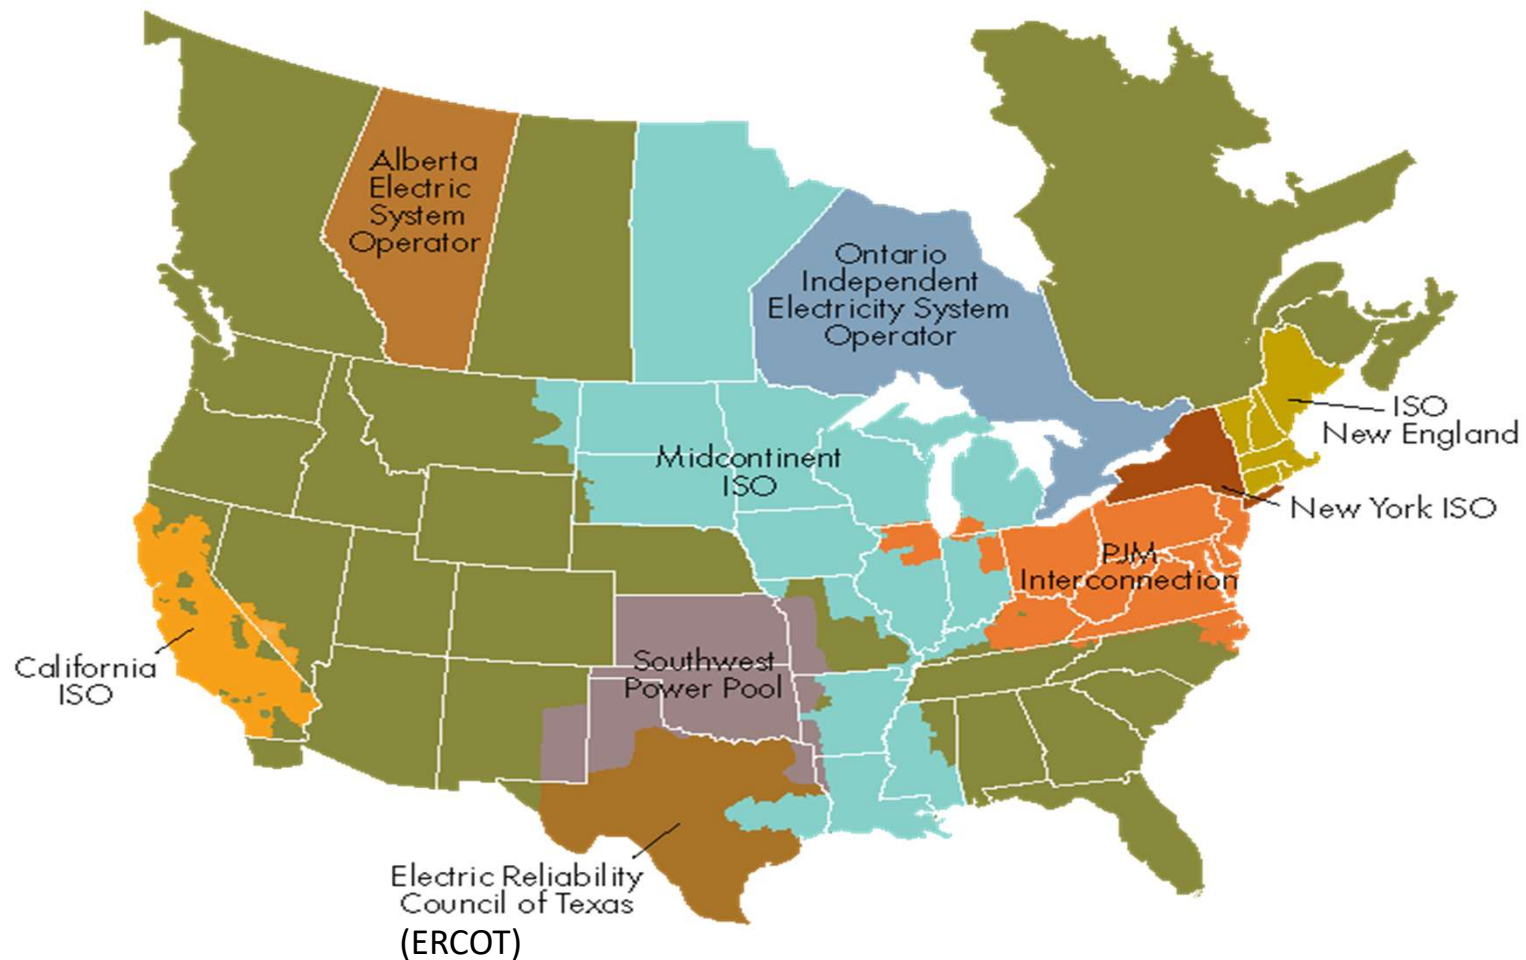 Alberta
Electric
System
Operator
Ontario
Independent
Electricity System
Operator
ISO
New England
Midcontinent
ISO
New York ISO
PJM
Interconnection
California
ISO
Southwest
Power Pool
Electric Reliability
Council of Texas
(ERCOT)